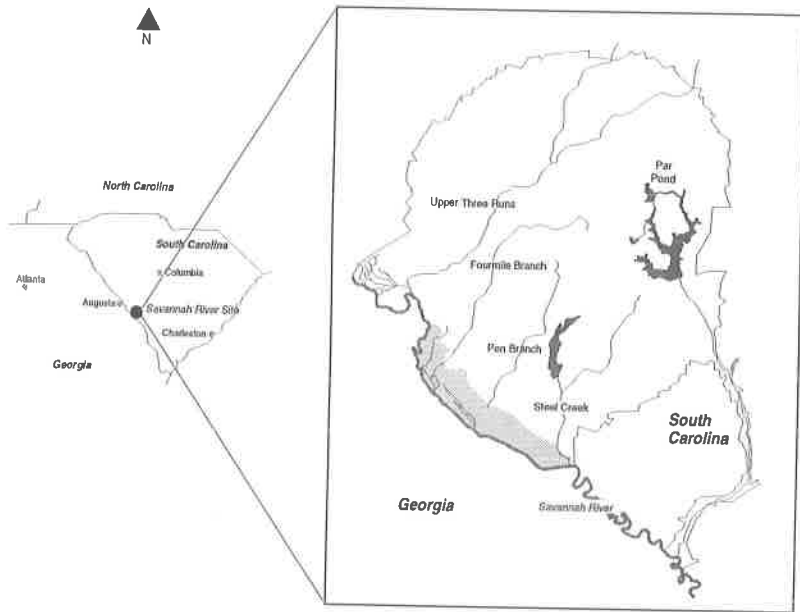 N
North Carolina
South Carolina
Columbia
Atlanta
Augusta
Savannah River Site
Charleston
Georgia
Par
Pond
Upper Three Runs
Fourmile Branch
Pen Branch
Steel Creek
South
Carolina
Georgia
Savannah River